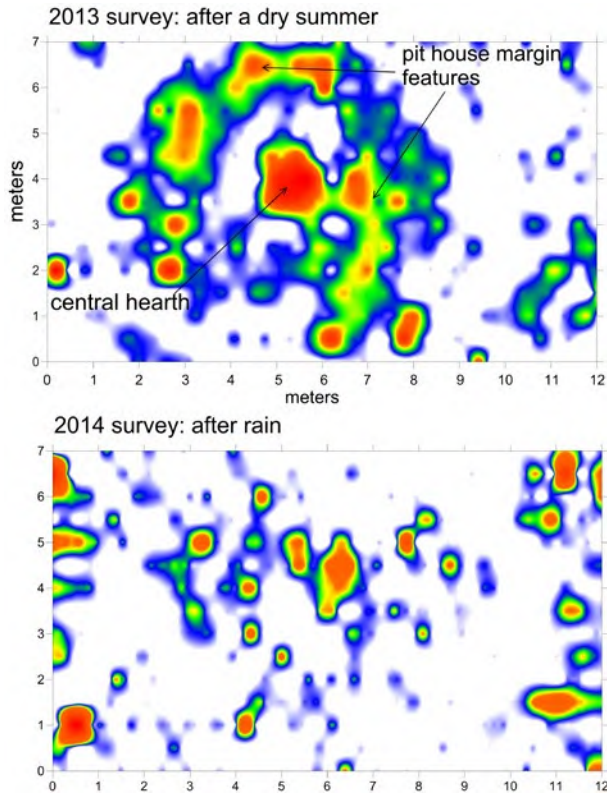 2013 survey: after a dry summer
7
6
5
4
3
2
1
0
meters
pit house margin
features
central hearth
0 1 2 3 4 5 6 7 8 9 10 11 12
meters
2014 survey: after rain
7
6
5
4
3
2
1
0
0 1 2 3 4 5 6 7 8 9 10 11 12